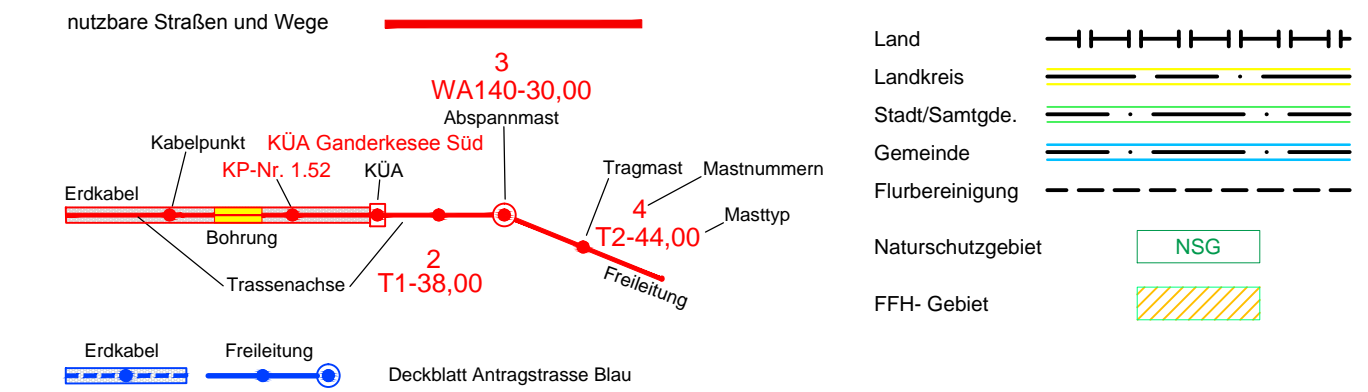 nutzbare Straßen und Wege
3
WA140-30,00
Abspannmast
Kabelpunkt
KÜA Ganderkesee Süd
KP-Nr. 1.52
KÜA
Tragmast
Mastnummern
Erdkabel
4
Masttyp
T2-44,00
Bohrung
2
Trassenachse
T1-38,00
Freileitung
Erdkabel
Freileitung
Deckblatt Antragstrasse Blau
Land
Landkreis
Stadt/Samtgde.
Gemeinde
Flurbereinigung
Naturschutzgebiet
NSG
FFH- Gebiet